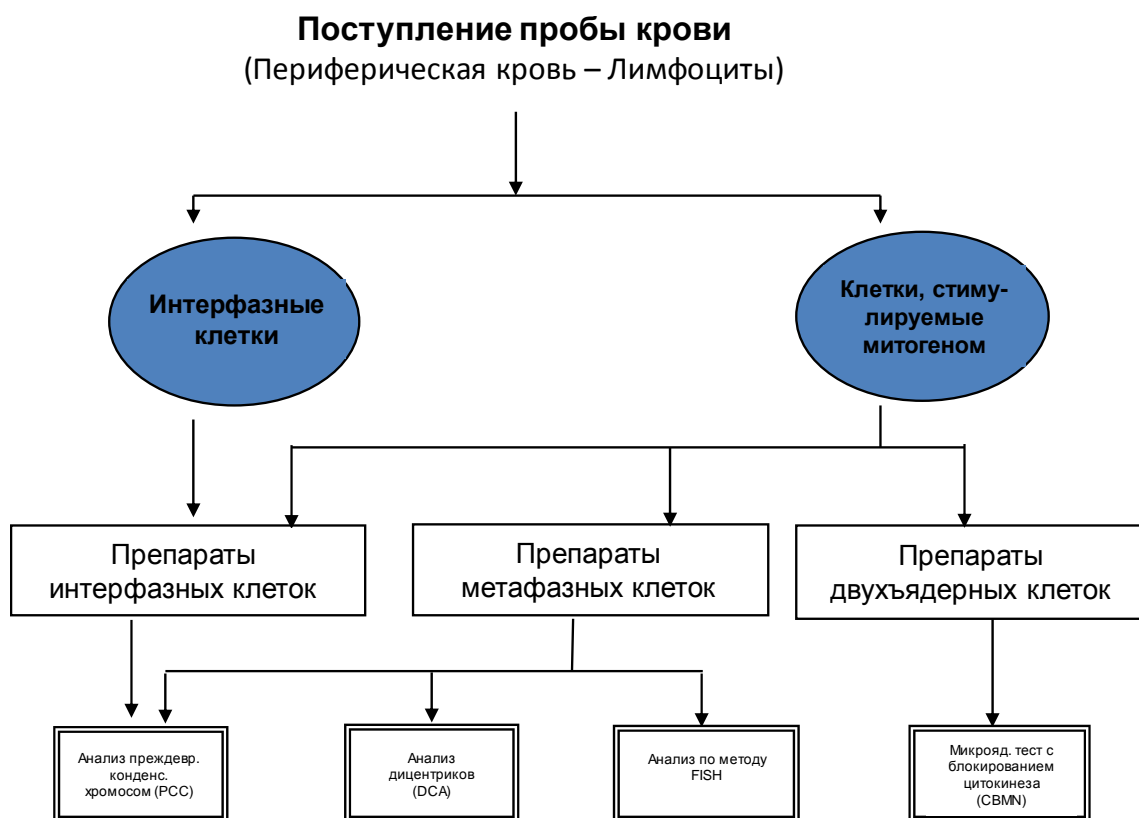 Поступление пробы крови
(Периферическая кровь – Лимфоциты)
Интерфазные
клетки
Клетки, стиму-
лируемые
митогеном
Препараты
интерфазных клеток
Препараты
метафазных клеток
Препараты
двухъядерных клеток
Анализ преждевр.
конденс.
хромосом (PCC)
Анализ
дицентриков
(DCA)
Анализ по методу
FISH
Микрояд. тест с
блокированием
цитокинеза
(CBMN)